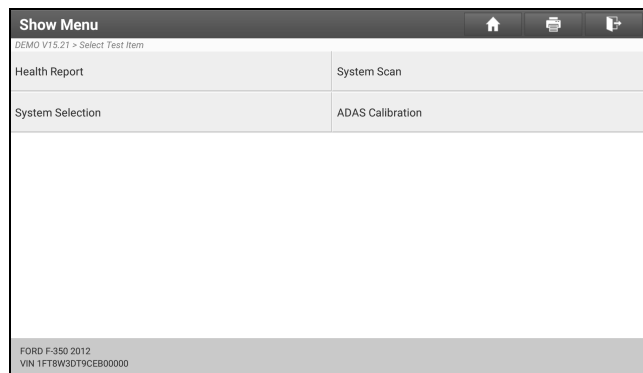 Show Menu
DEMO V15.21 > Select Test Item
Health Report
System Scan
System Selection
ADAS Calibration
FORD F-350 2012
VIN 1FT8W3DT9CEB00000